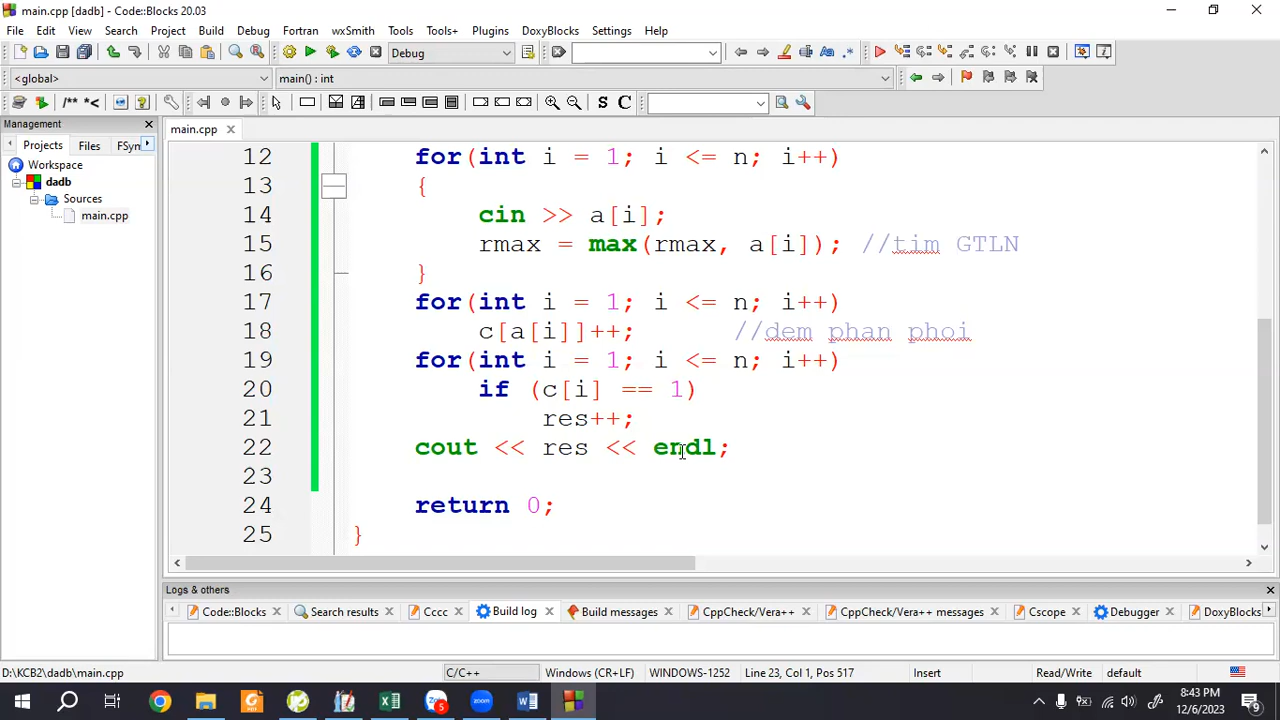 main.cpp [dadb] - Code::Blocks 20.03
File Edit View Search Project Build Debug Fortran wxSmith Tools Tools+ Plugins DoxyBlocks Settings Help
Debug
<global> main() : int
/** *< S C
Management
Projects Files FSym
Workspace
dadb
Sources
main.cpp
main.cpp
12 for(int i = 1; i <= n; i++)
13 {
14 cin >> a[i];
15 rmax = max(rmax, a[i]); //tim GTLN
16 }
17 for(int i = 1; i <= n; i++)
18 c[a[i]]++; //dem phan phoi
19 for(int i = 1; i <= n; i++)
20 if (c[i] == 1)
21 res++;
22 cout << res << endl;
23
24 return 0;
25 }
Logs & others
Code::Blocks Search results Cccc Build log Build messages CppCheck/Vera++ CppCheck/Vera++ messages Cscope Debugger DoxyBlocks
D:\KCB2\dadb\main.cpp C/C++ Windows (CR+LF) WINDOWS-1252 Line 23, Col 1, Pos 517 Insert Read/Write default
5
8:43 PM
12/6/2023
9